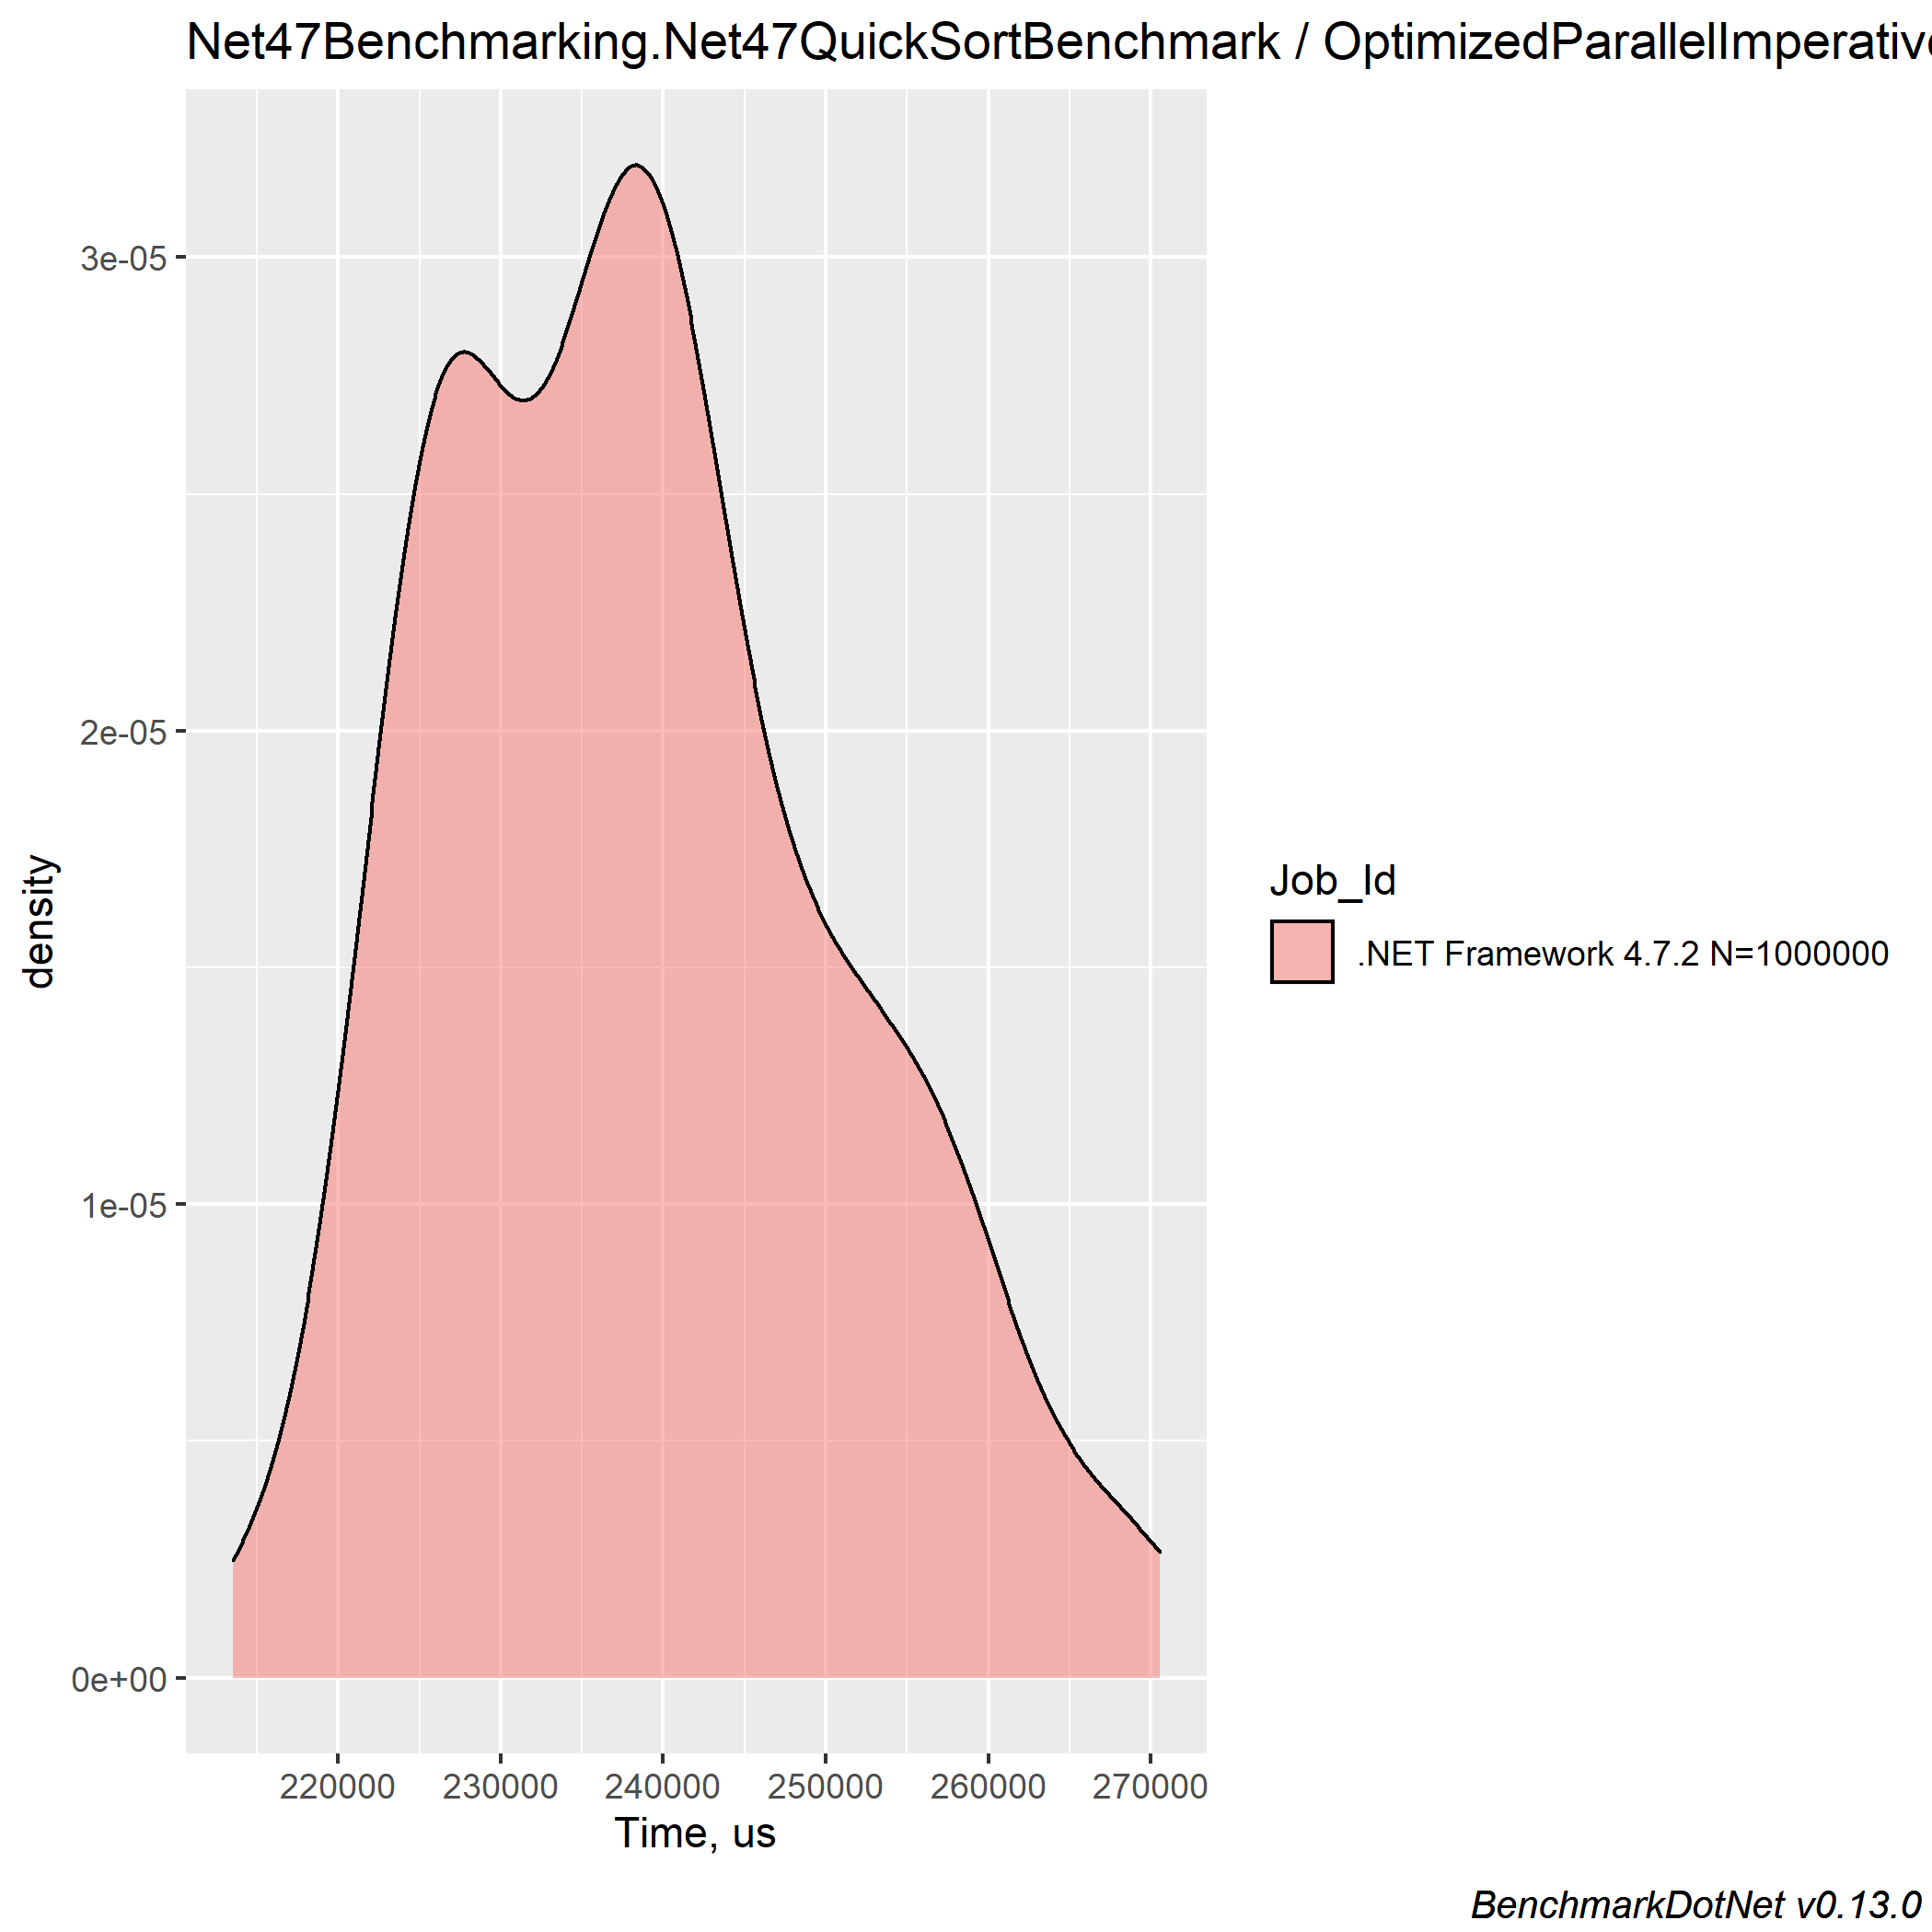 Net47Benchmarking.Net47QuickSortBenchmark / OptimizedParallelImperative
3e-05
2e-05
1e-05
0e+00
density
220000 230000 240000 250000 260000 270000
Time, us
Job_Id
.NET Framework 4.7.2 N=1000000
BenchmarkDotNet v0.13.0